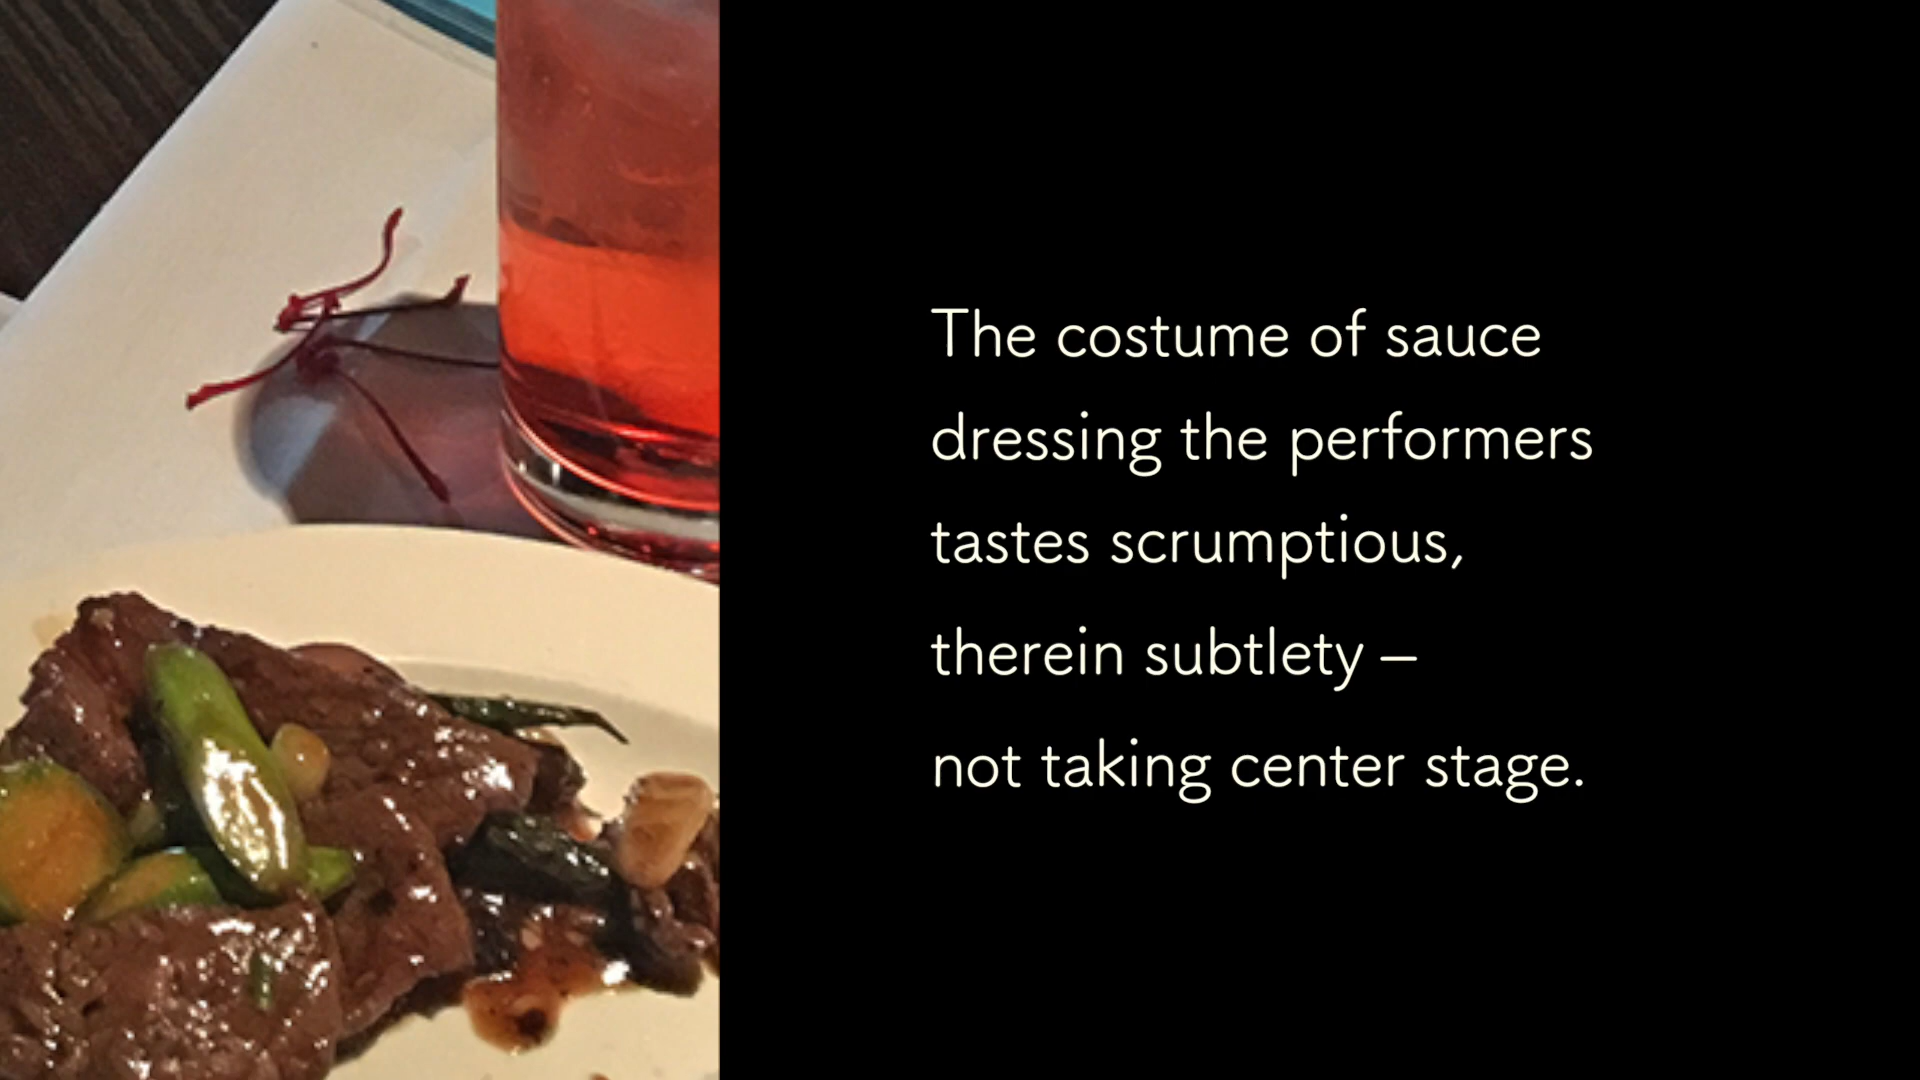 The costume of sauce
dressing the performers
tastes scrumptious,
therein subtlety –
not taking center stage.